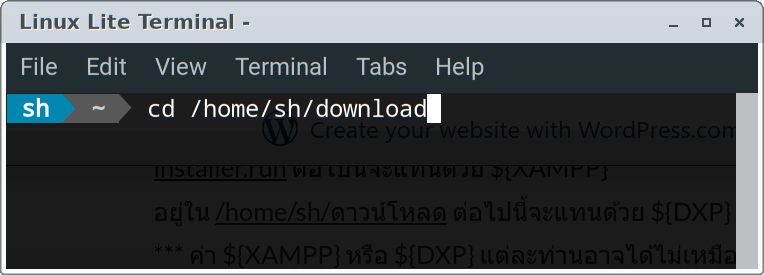 Linux Lite Terminal -
File Edit View Terminal Tabs Help
sh ~ cd /home/sh/download
Create your website with WordPress.com
installer.run ต่อไปนี้จะแทนด้วย ${XAMPP}
อยู่ใน /home/sh/ดาวน์โหลด ต่อไปนี้จะแทนด้วย ${DXP}
*** ค่า ${XAMPP} หรือ ${DXP} แต่ละท่านอาจได้ไม่เหมือ